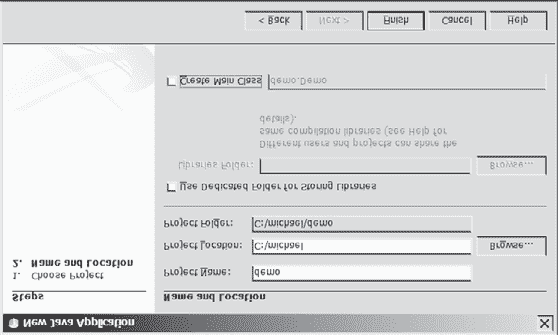 New Java Application
Steps
1. Choose Project
2. Name and Location
Name and Location
Project Name: demo
Project Location: C:/michael Browse...
Project Folder: C:/michael/demo
Use Dedicated Folder for Storing Libraries
Libraries Folder: Browse...
Different users and projects can share the
same compilation libraries (see Help for
details).
Create Main Class demo.Demo
< Back Next > Finish Cancel Help